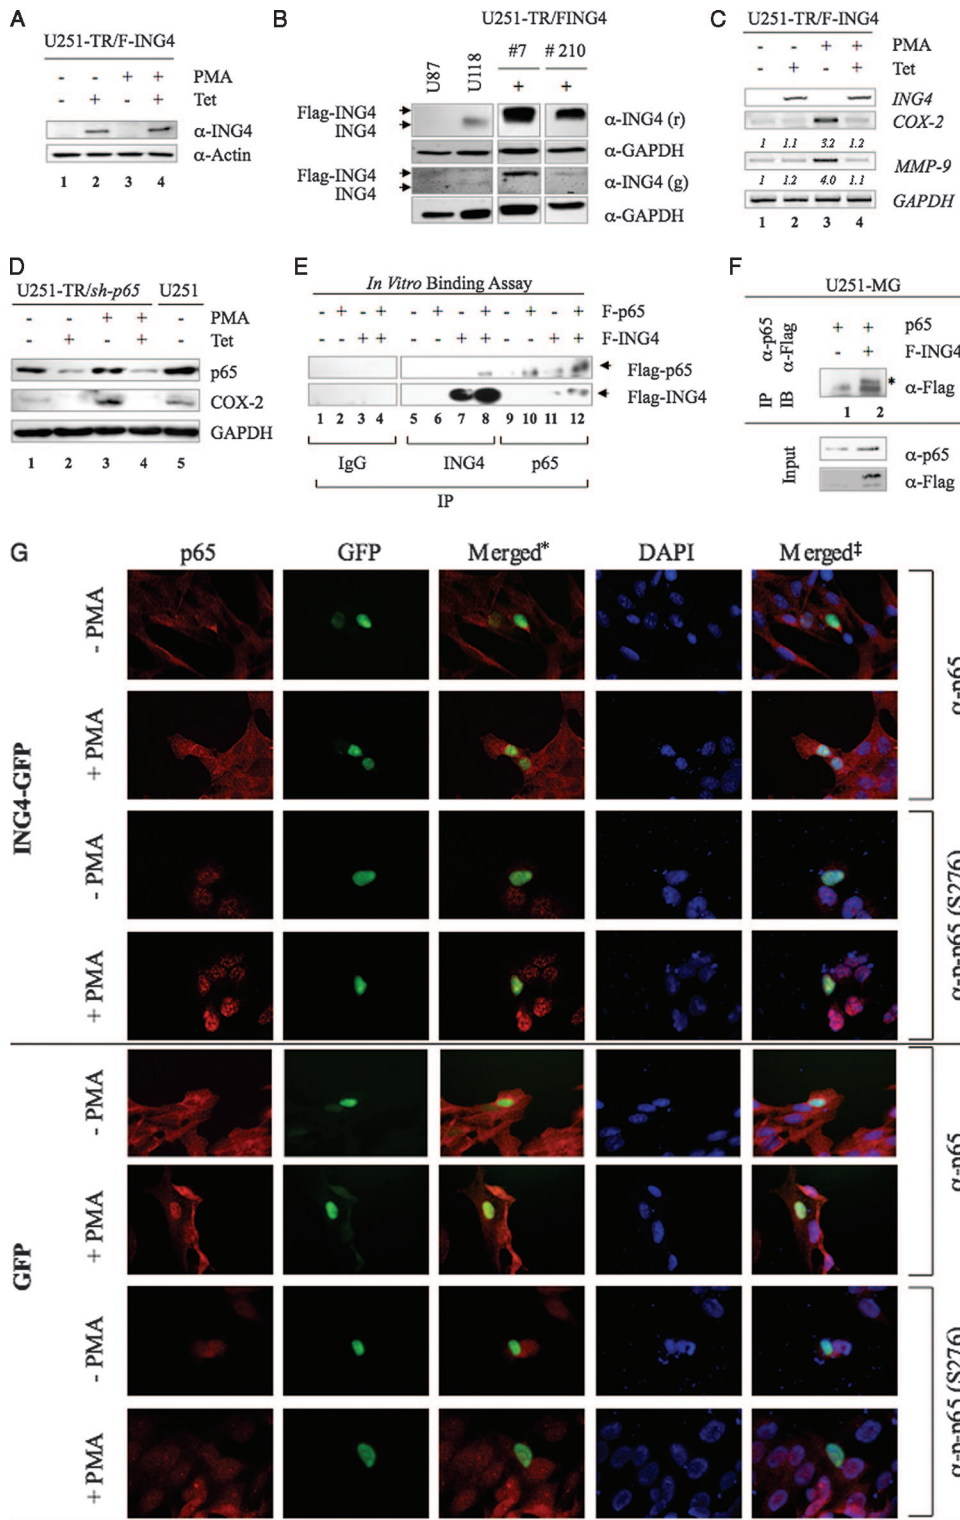 A
U251-TR/F-ING4
- - + + PMA
- + - + Tet
α-ING4
α-Actin
1 2 3 4
B
U251-TR/FING4
U87 U118 #7 # 210
+ +
Flag-ING4
ING4
α-ING4 (r)
α-GAPDH
Flag-ING4
ING4
α-ING4 (g)
α-GAPDH
C
U251-TR/F-ING4
- - + + PMA
- + - + Tet
ING4
COX-2
1 1.1 3.2 1.2
MMP-9
1 1.2 4.0 1.1
GAPDH
1 2 3 4
D
U251-TR/sh-p65 U251
- - + + - PMA
- + - + - Tet
p65
COX-2
GAPDH
1 2 3 4 5
E
In Vitro Binding Assay
- + - + - + - + - + - + F-p65
- - + + - - + + - - + + F-ING4
Flag-p65
Flag-ING4
1 2 3 4 5 6 7 8 9 10 11 12
IgG ING4 p65
IP
F
U251-MG
IP α-p65
IB α-Flag
+ + p65
- + F-ING4
* α-Flag
1 2
Input
α-p65
α-Flag
G
p65 GFP Merged* DAPI Merged‡
ING4-GFP
- PMA
+ PMA
α-p65
- PMA
+ PMA
α-p-p65 (S276)
GFP
- PMA
+ PMA
α-p65
- PMA
+ PMA
α-p-p65 (S276)